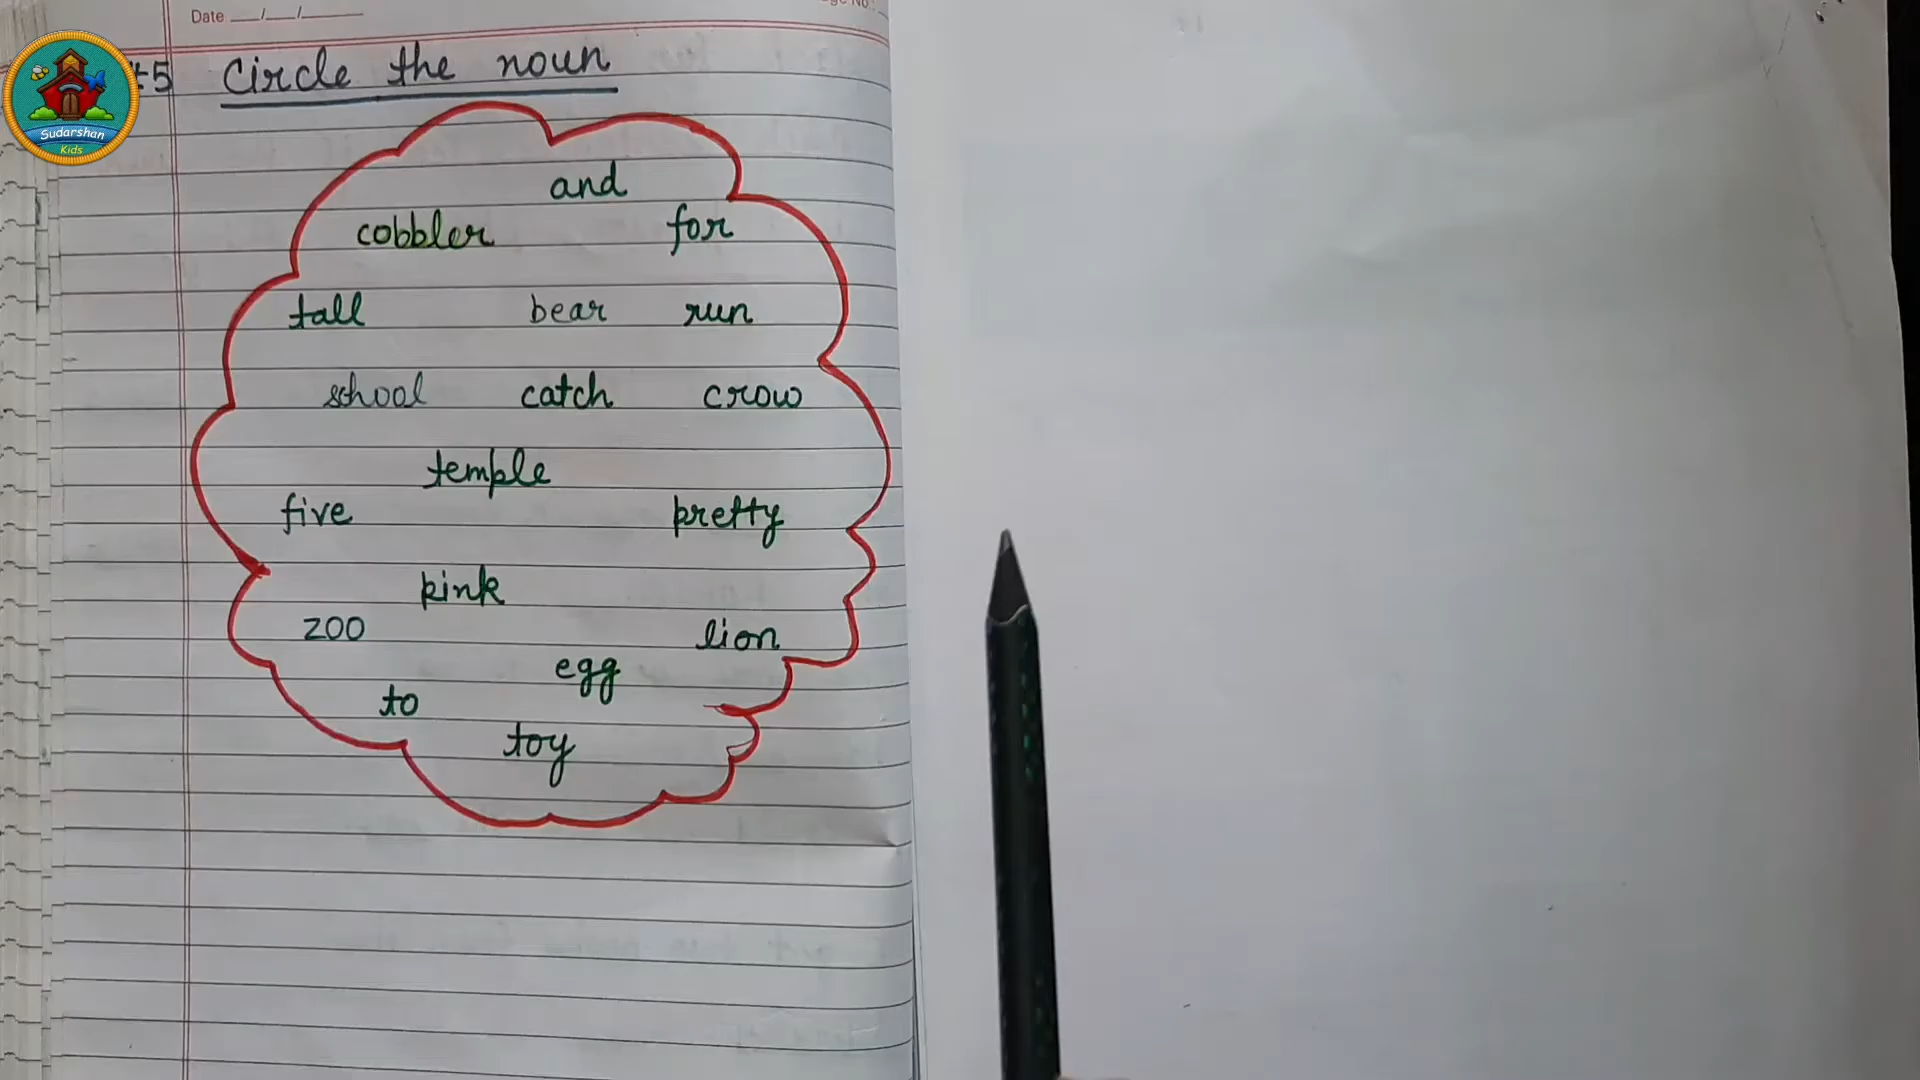 Date __/__/____
Sudarshan
Kids
5 Circle the noun
and
cobbler for
tall bear run
school catch crow
temple
five pretty
pink
zoo lion
egg
to
toy